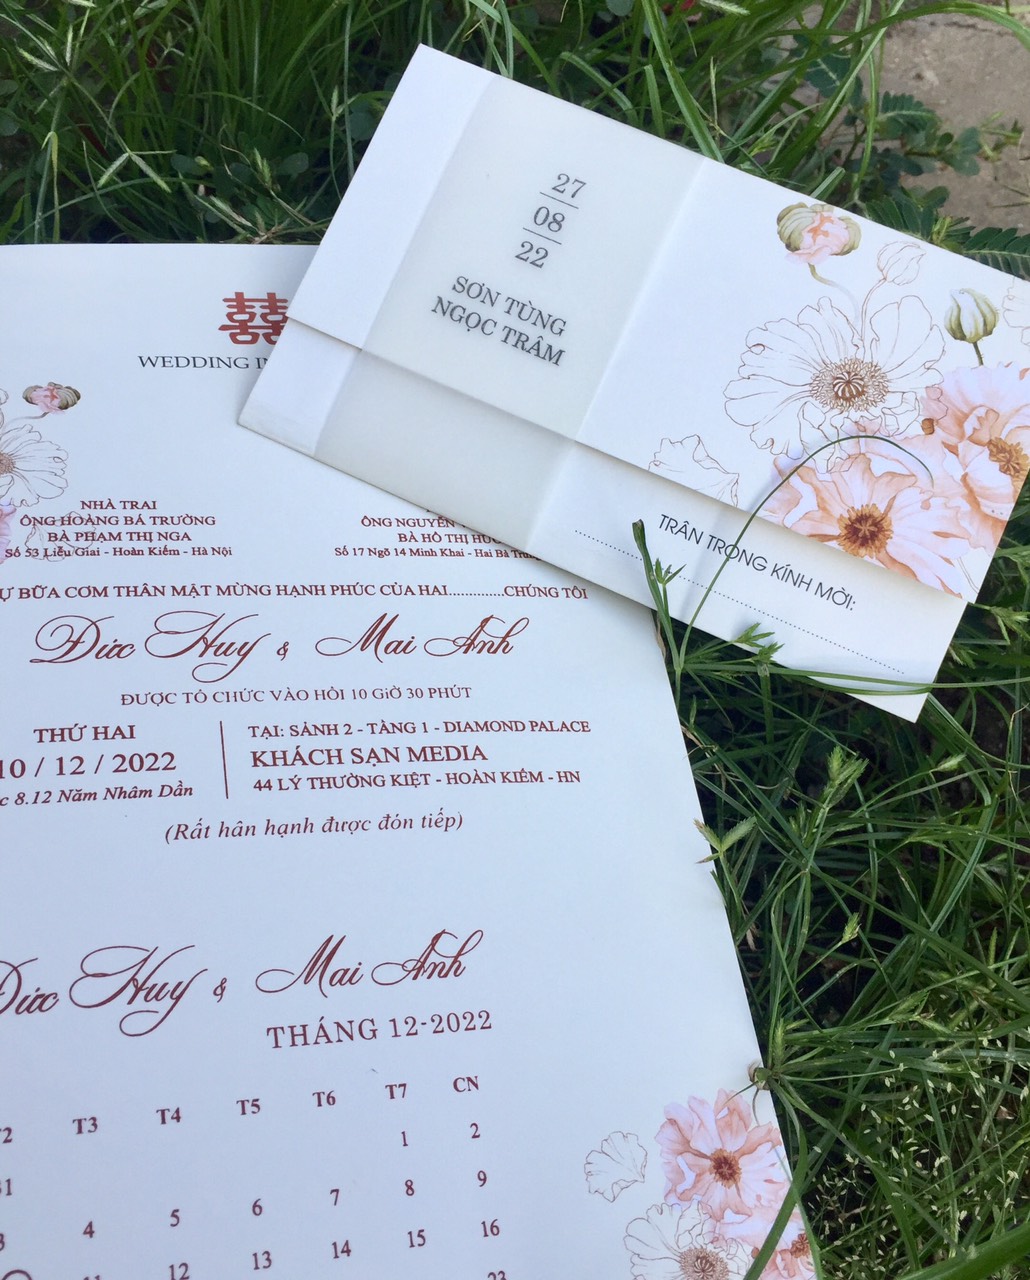 27
08
22
SƠN TÙNG
NGỌC TRÂM
TRÂN TRỌNG KÍNH MỜI:
囍
WEDDING
NHÀ TRAI
ÔNG HOÀNG BÁ TRƯỜNG
BÀ PHẠM THỊ NGA
Số 53 Liễu Giai - Hoàn Kiếm - Hà Nội
ÔNG NGUYỄN
BÀ HỒ THỊ
Số 17 Ngõ 14 Minh Khai - Hai Bà
BỮA CƠM THÂN MẬT MỪNG HẠNH PHÚC CỦA HAI.............CHÚNG TÔI
Đức Huy & Mai Anh
ĐƯỢC TỔ CHỨC VÀO HỒI 10 GIỜ 30 PHÚT
THỨ HAI
10 / 12 / 2022
8.12 Năm Nhâm Dần
TẠI: SẢNH 2 - TẦNG 1 - DIAMOND PALACE
KHÁCH SẠN MEDIA
44 LÝ THƯỜNG KIỆT - HOÀN KIẾM - HN
(Rất hân hạnh được đón tiếp)
Đức Huy & Mai Anh
THÁNG 12-2022
T2 T3 T4 T5 T6 T7 CN
1 2
31
3 4 5 6 7 8 9
11 12 13 14 15 16
23